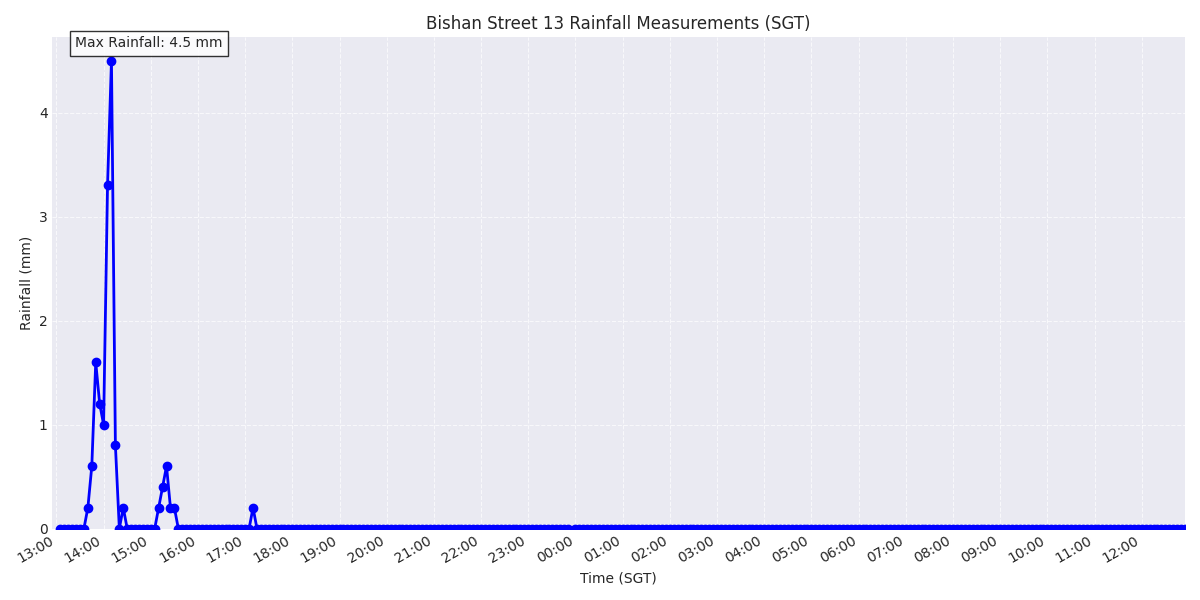 Bishan Street 13 Rainfall Measurements (SGT)
Max Rainfall: 4.5 mm
4
3
2
1
0
Rainfall (mm)
13:00 14:00 15:00 16:00 17:00 18:00 19:00 20:00 21:00 22:00 23:00 00:00 01:00 02:00 03:00 04:00 05:00 06:00 07:00 08:00 09:00 10:00 11:00 12:00
Time (SGT)